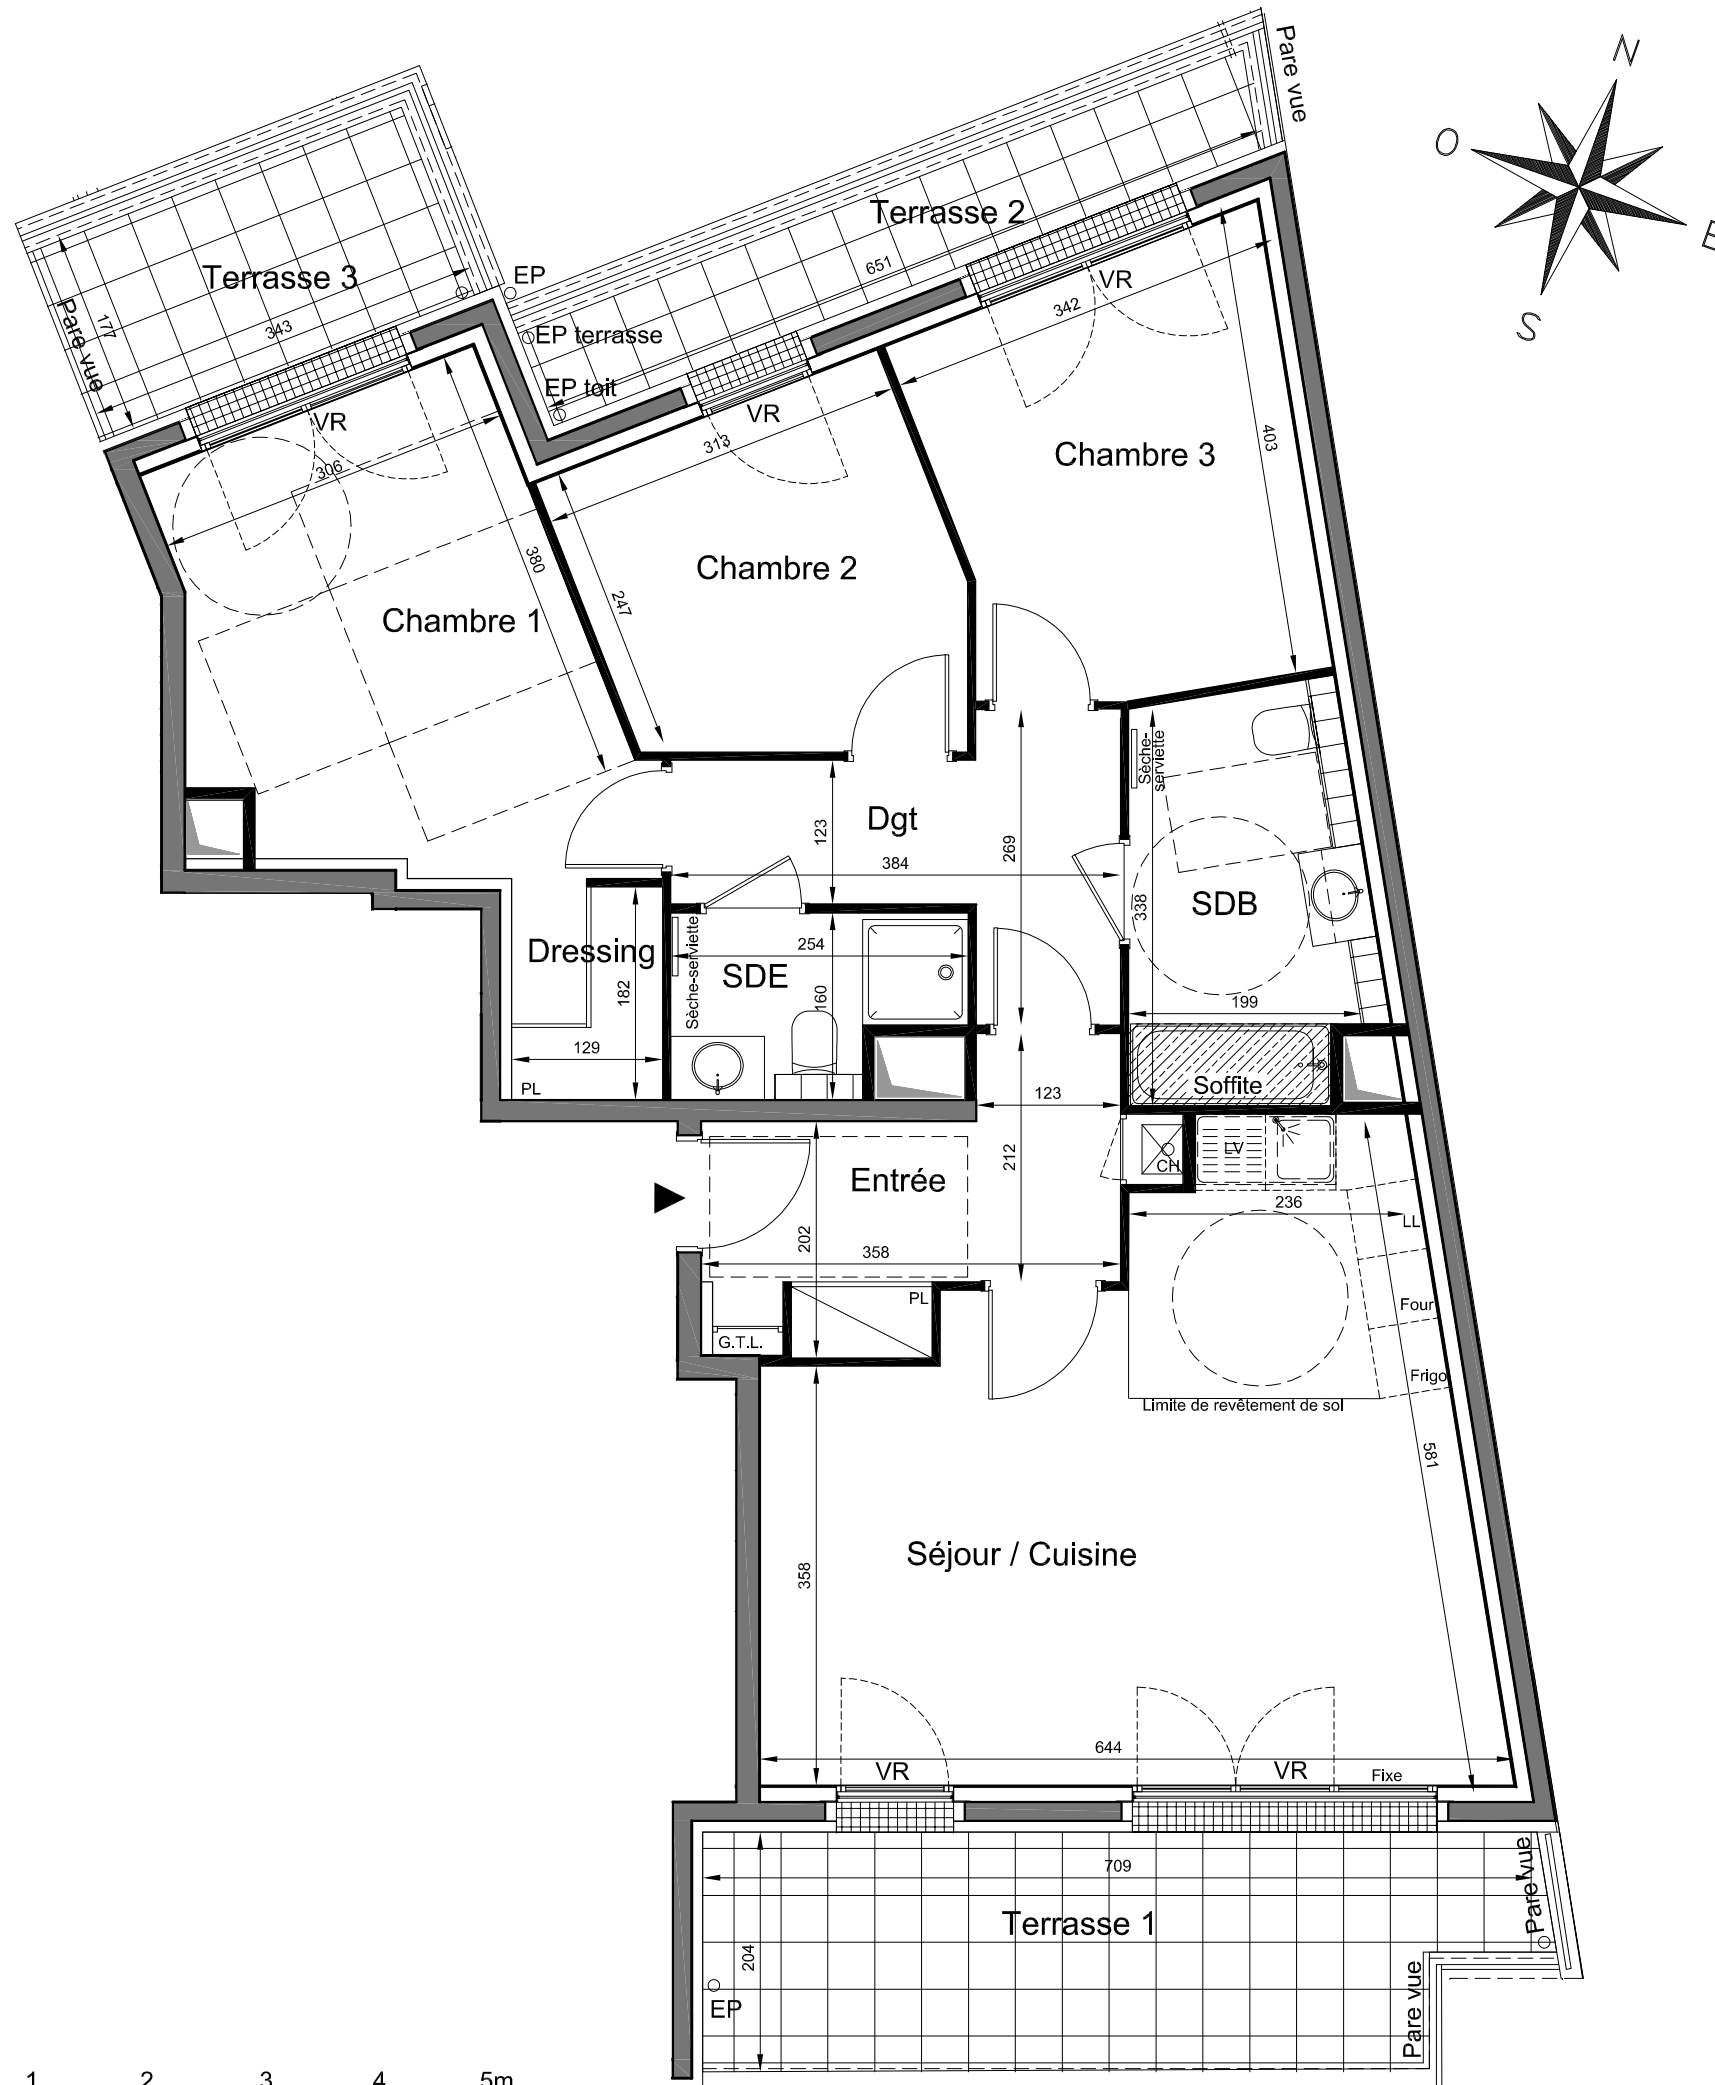 Pare vue
N
O
E
S
Terrasse 2
651
Terrasse 3
EP
343
177
Pare vue
EP terrasse
EP toit
VR
342
VR
VR
313
306
403
Chambre 3
380
Chambre 2
247
Chambre 1
Sèche-
serviette
Dgt
123
384
269
338
SDB
Dressing
182
Sèche-serviette
254
SDE
160
199
129
PL
Soffite
123
212
CH
LV
Entrée
202
358
236
LL
PL
Four
G.T.L.
Frigo
Limite de revêtement de sol
581
358
Séjour / Cuisine
644
VR
VR
Fixe
709
Pare vue
Terrasse 1
204
EP
Pare vue
1 2 3 4 5m